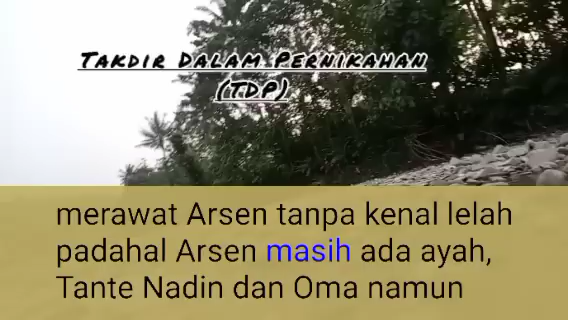 TAKDIR DALAM PERNIKAHAN
(TDP)
merawat Arsen tanpa kenal lelah
padahal Arsen masih ada ayah,
Tante Nadin dan Oma namun